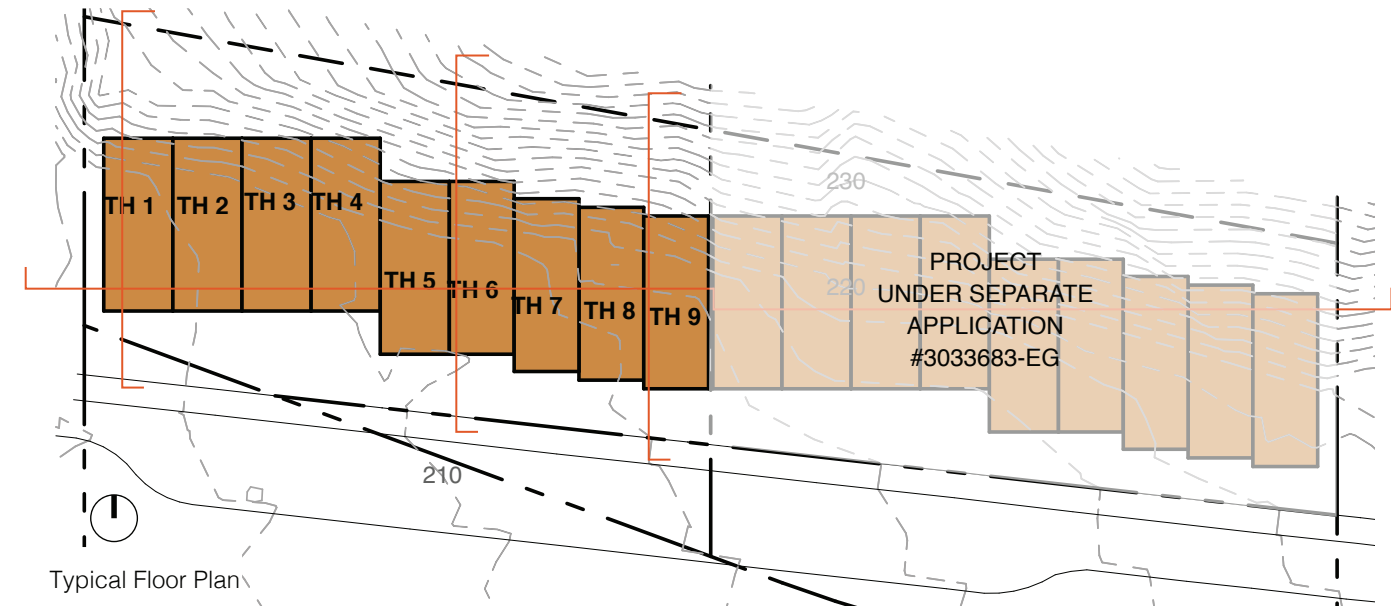 230
TH 1
TH 2
TH 3
TH 4
PROJECT
UNDER SEPARATE
APPLICATION
#3033683-EG
220
TH 5
TH 6
TH 7
TH 8
TH 9
210
Typical Floor Plan